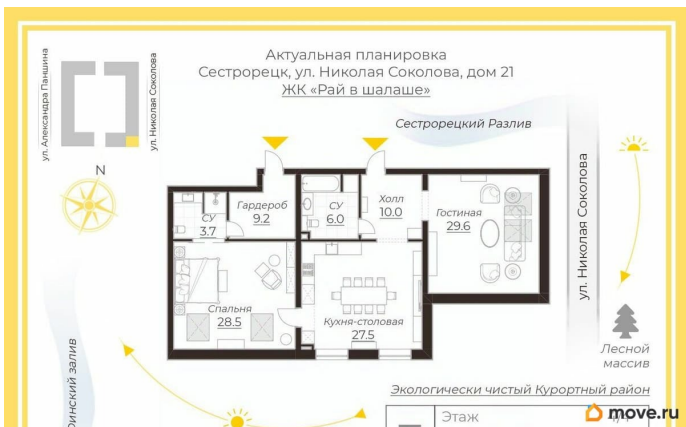 Актуальная планировка
Сестрорецк, ул. Николая Соколова, дом 21
ЖК «Рай в шалаше»
ул. Александра Паншина
ул. Николая Соколова
Сестрорецкий Разлив
N
СУ
3.7
Гардероб
9.2
СУ
6.0
Холл
10.0
Гостиная
29.6
ул. Николая Соколова
Спальня
28.5
Кухня-столовая
27.5
Лесной
массив
залив
Экологически чистый Курортный район
Этаж
move.ru